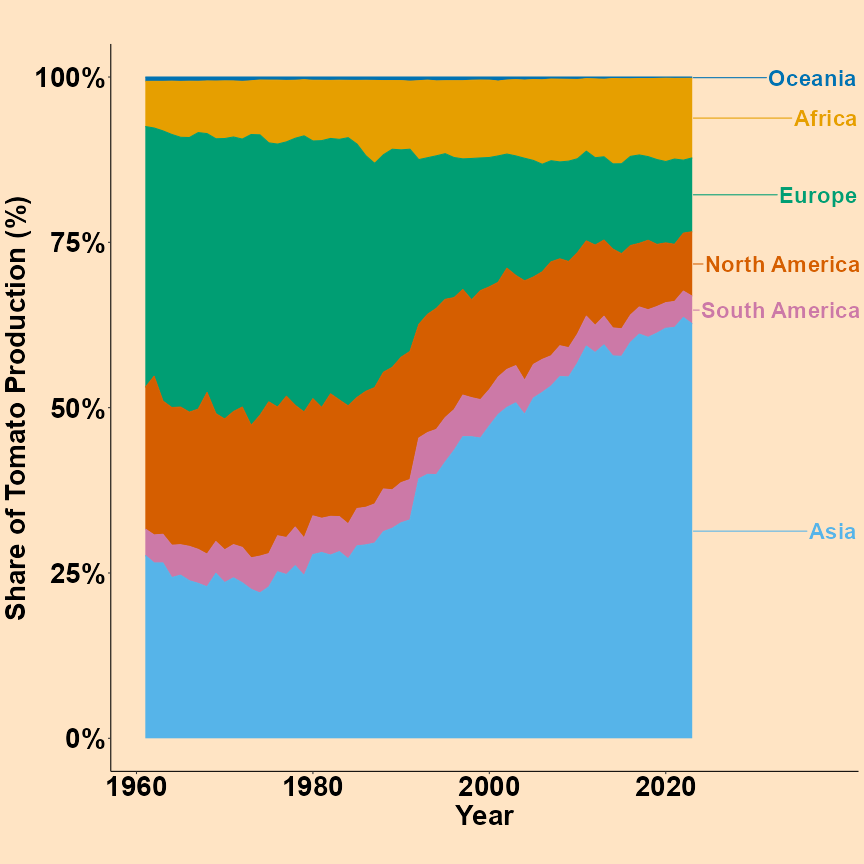 100%
Oceania
Africa
Europe
75%
North America
South America
50%
Asia
25%
0%
Share of Tomato Production (%)
1960 1980 2000 2020
Year